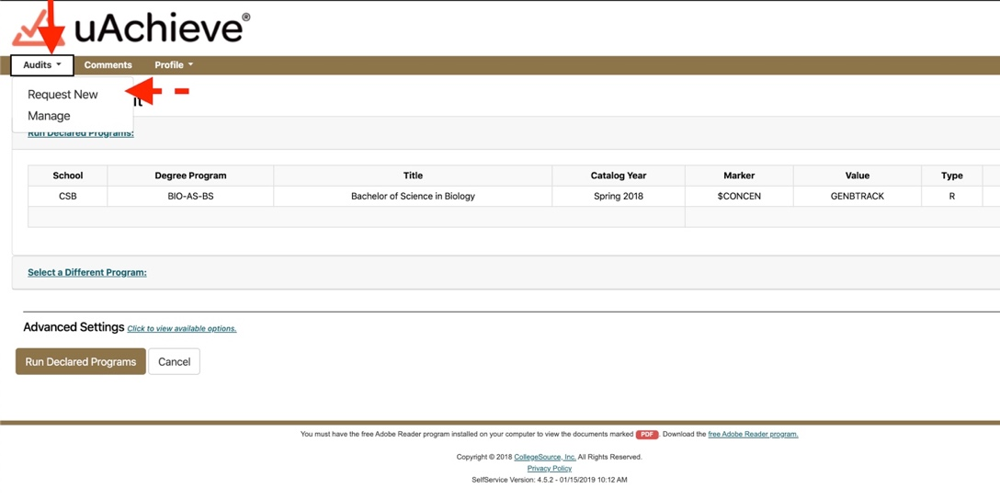 uAchieve®
Audits Comments Profile
Request New
Manage
Run Declared Programs:
School Degree Program Title Catalog Year Marker Value Type
CSB BIO-AS-BS Bachelor of Science in Biology Spring 2018 $CONCEN GENBTRACK R
Select a Different Program:
Advanced Settings Click to view available options.
Run Declared Programs Cancel
You must have the free Adobe Reader program installed on your computer to view the documents marked PDF. Download the free Adobe Reader program.
Copyright © 2018 CollegeSource, Inc. All Rights Reserved.
Privacy Policy
SelfService Version: 4.5.2 - 01/15/2019 10:12 AM